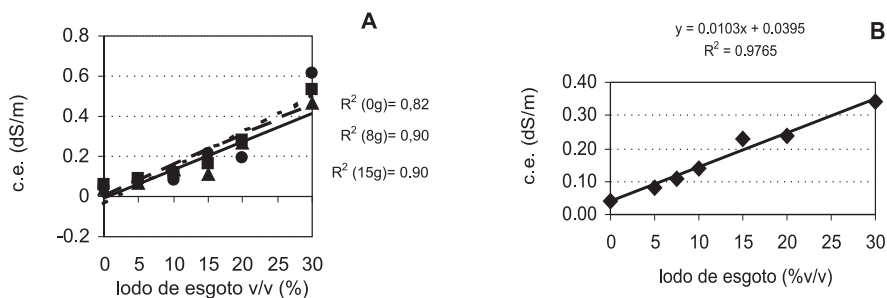 A
0.8
0.6
0.4
0.2
0
-0.2
c.e. (dS/m)
0 5 10 15 20 30
lodo de esgoto v/v (%)
R² (0g)= 0,82
R² (8g)= 0,90
R² (15g)= 0.90
B
y = 0.0103x + 0.0395
R² = 0.9765
0.40
0.30
0.20
0.10
0.00
c.e. (dS/m)
0 5 10 15 20 30
lodo de esgoto (%v/v)